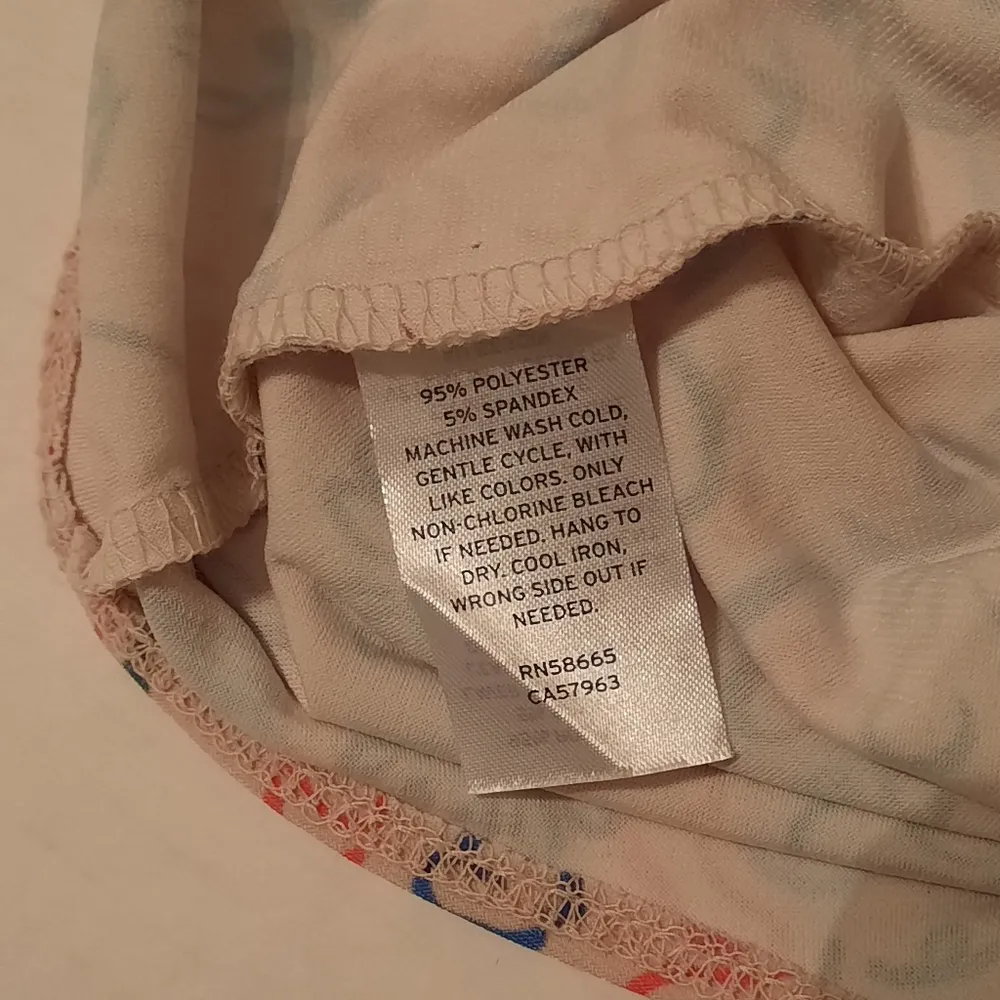 95% POLYESTER
5% SPANDEX
MACHINE WASH COLD,
GENTLE CYCLE, WITH
LIKE COLORS. ONLY
NON-CHLORINE BLEACH
IF NEEDED. HANG TO
DRY. COOL IRON,
WRONG SIDE OUT IF
NEEDED.
RN58665
CA57963